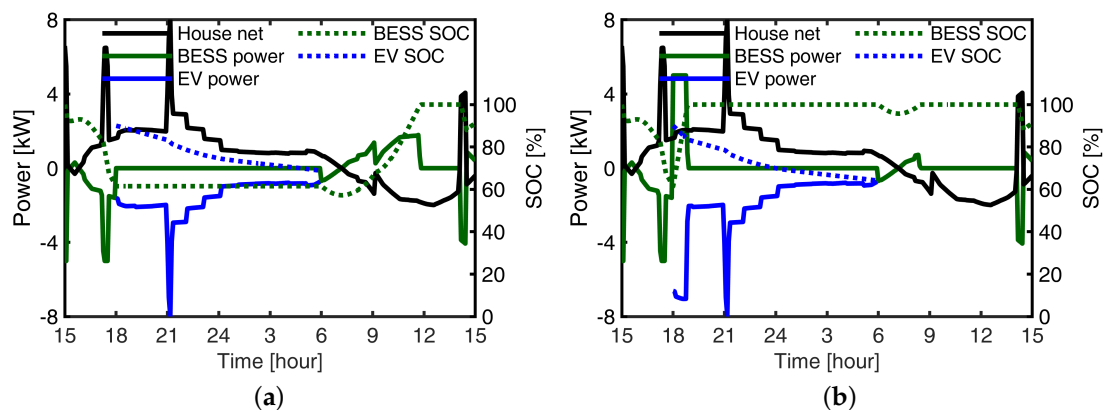 8
4
0
-4
-8
Power [kW]
House net
BESS power
EV power
BESS SOC
EV SOC
100
80
60
40
20
0
SOC [%]
15 18 21 24 3 6 9 12 15
Time [hour]
(a)
8
4
0
-4
-8
Power [kW]
House net
BESS power
EV power
BESS SOC
EV SOC
100
80
60
40
20
0
SOC [%]
15 18 21 24 3 6 9 12 15
Time [hour]
(b)